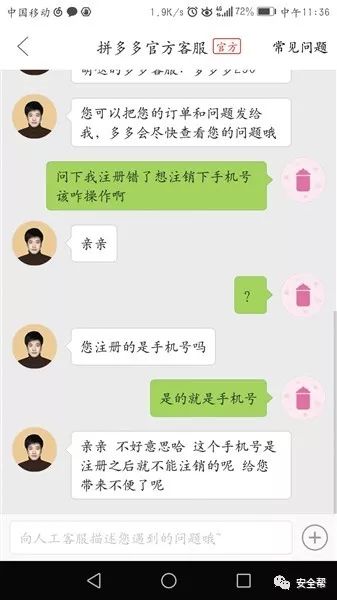 中国移动 1.9K/s 72% 中午11:36
拼多多官方客服 官方 常见问题
您可以把您的订单和问题发给
我，多多会尽快查看您的问题哦
问下我注册错了想注销下手机号
该咋操作啊
亲亲
？
您注册的是手机号吗
是的就是手机号
亲亲 不好意思哈 这个手机号是
注册之后就不能注销的呢 给您
带来不便了呢
向人工客服描述您遇到的问题哦~
安全帮